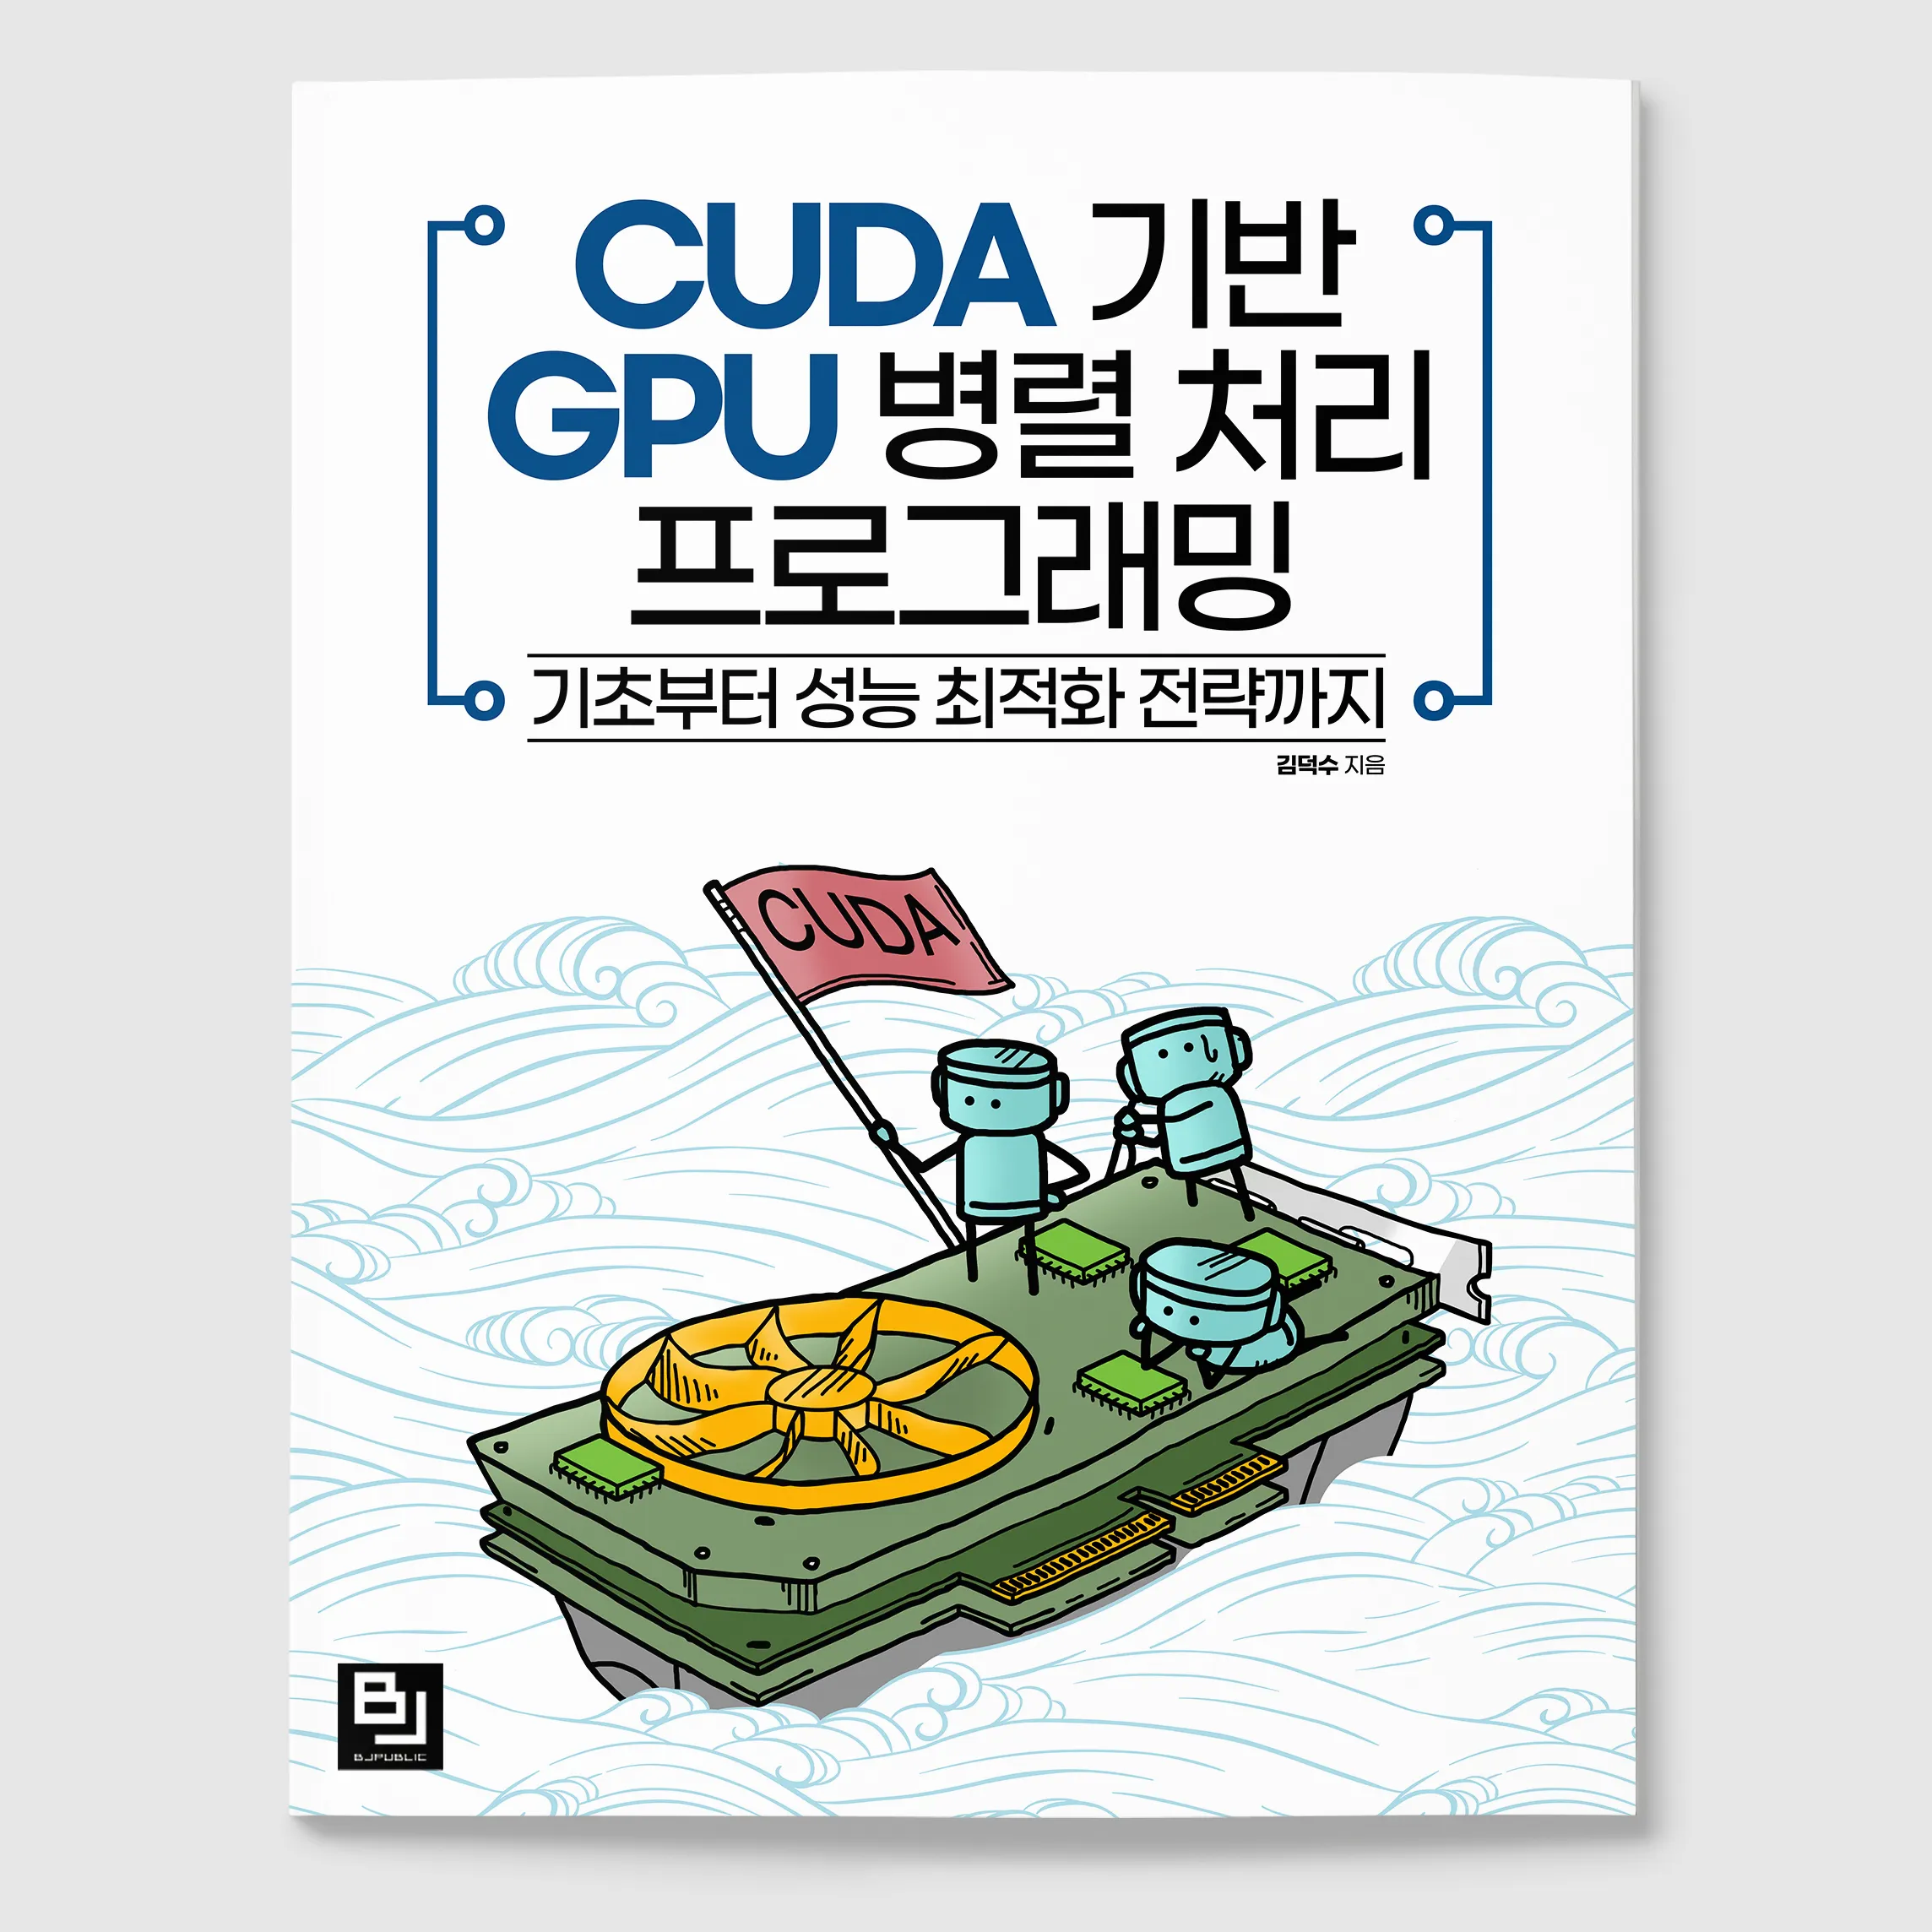 CUDA 기반
GPU 병렬 처리
프로그래밍
기초부터 성능 최적화 전략까지
김덕수 지음
CUDA
BJ
BJPUBLIC